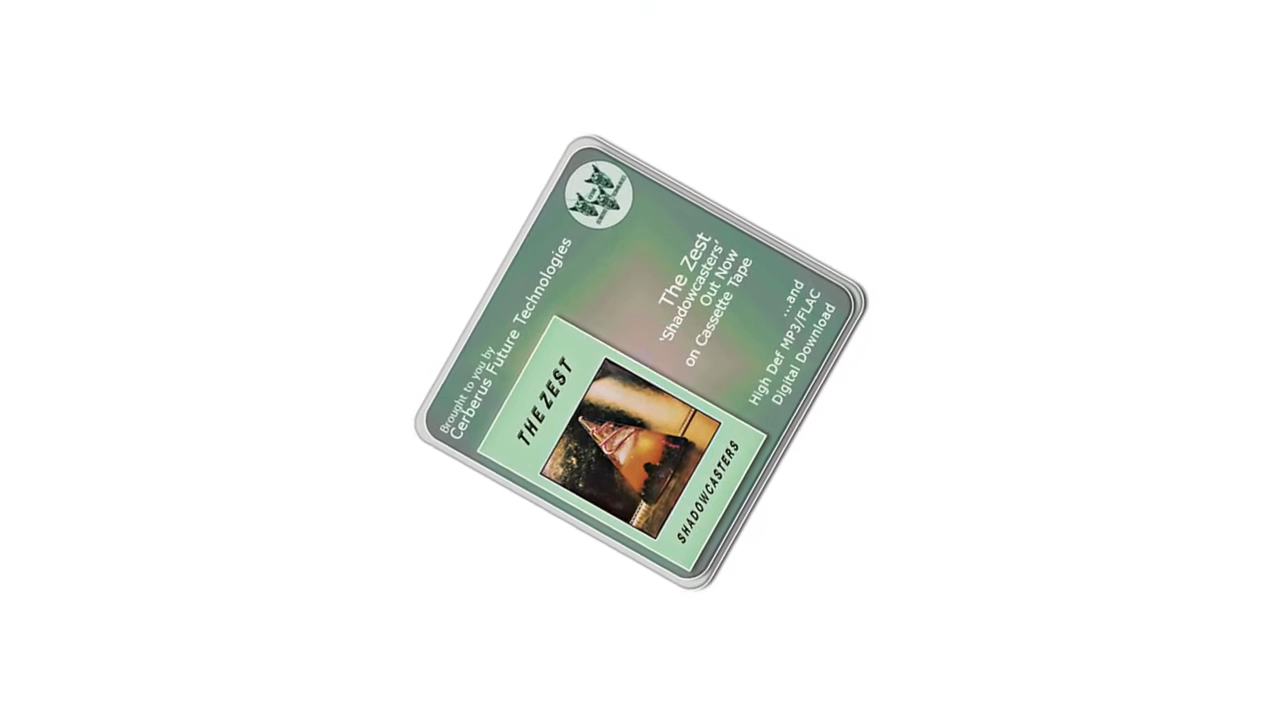 Brought to you by
Cerberus Future Technologies
THE ZEST
SHADOWCASTERS
The Zest
'Shadowcasters'
Out Now
on Cassette Tape
...and
High Def MP3/FLAC
Digital Download